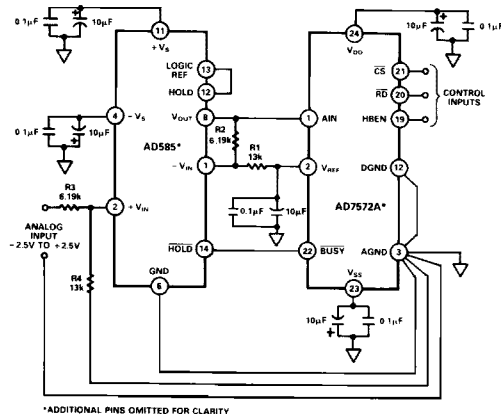 0 1µF
10µF
11
+ VS
LOGIC
REF
13
HOLD
12
VOUT
8
0 1µF
10µF
4
– VS
AD585*
R2
6.19k
R1
13k
– VIN
1
R3
6.19k
2
+ VIN
ANALOG
INPUT
–2.5V TO +2.5V
R4
13k
HOLD
14
GND
6
0.1µF
10µF
24
VDD
10µF
0 1µF
CS
21
RD
20
HBEN
19
CONTROL
INPUTS
1
AIN
2
VREF
DGND
12
AD7572A*
AGND
3
22
BUSY
VSS
23
10µF
0 1µF
*ADDITIONAL PINS OMITTED FOR CLARITY